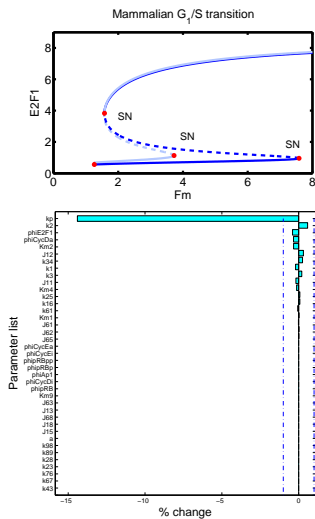 Mammalian G1/S transition
8
6
4
2
0
E2F1
SN
SN
SN
0
2
4
6
8
Fm
Parameter list
kp
k2
phiE2F1
phiCycDa
Km2
J12
k34
k1
k3
J11
Km4
k25
k16
k61
Km1
J61
J62
J65
phiCycEa
phiCycEi
phipRBpp
phipRBp
phiAp1
phiCycDi
phipRB
Km9
J63
J13
J68
J18
J15
a
k98
k89
k28
k23
k76
k67
k43
−15
−10
−5
0
% change